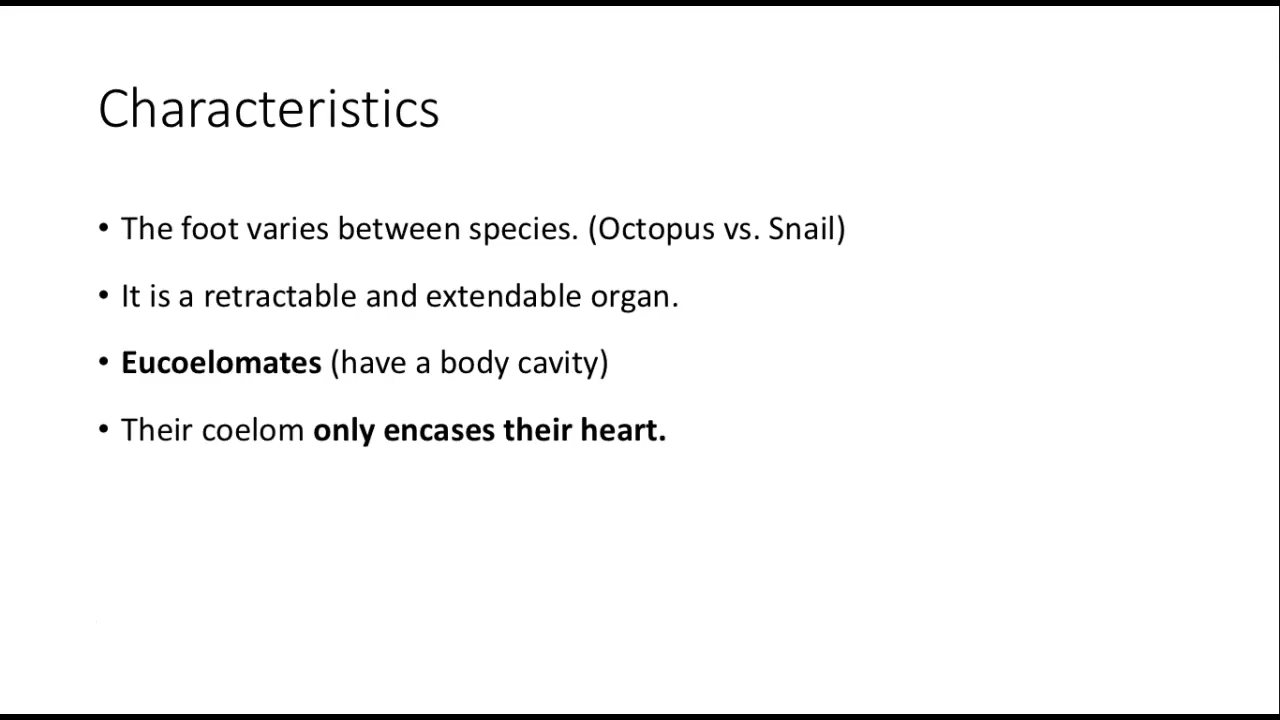 Characteristics
• The foot varies between species. (Octopus vs. Snail)
• It is a retractable and extendable organ.
• Eucoelomates (have a body cavity)
• Their coelom only encases their heart.